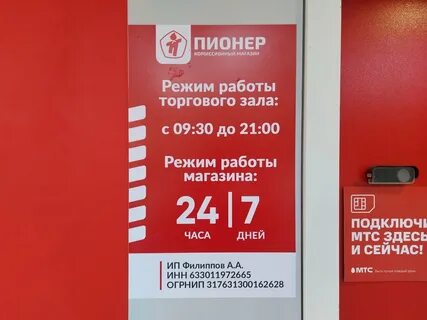 ПИОНЕР
КОМИССИОННЫЙ МАГАЗИН
Режим работы
торгового зала:
с 09:30 до 21:00
Режим работы
магазина:
24 | 7
ЧАСА ДНЕЙ
ИП Филиппов А.А.
ИНН 633011972665
ОГРНИП 317631300162628
ПОДКЛЮЧИ
МТС ЗДЕСЬ
И СЕЙЧАС!
МТС